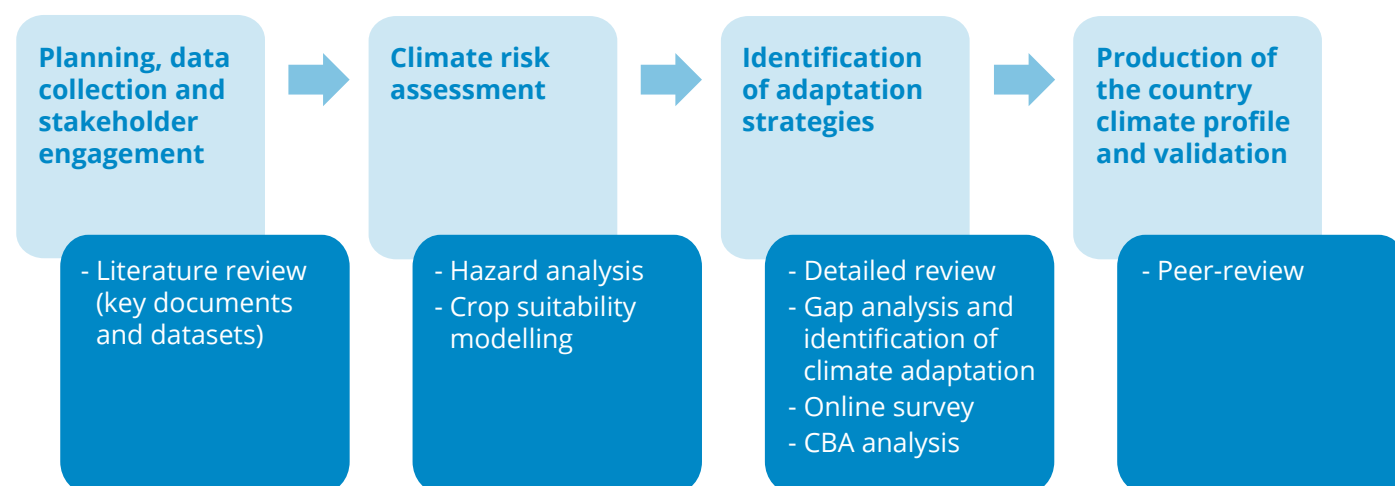 Planning, data
collection and
stakeholder
engagement
- Literature review
(key documents
and datasets)
Climate risk
assessment
- Hazard analysis
- Crop suitability
modelling
Identification
of adaptation
strategies
- Detailed review
- Gap analysis and
identification of
climate adaptation
- Online survey
- CBA analysis
Production of
the country
climate profile
and validation
- Peer-review